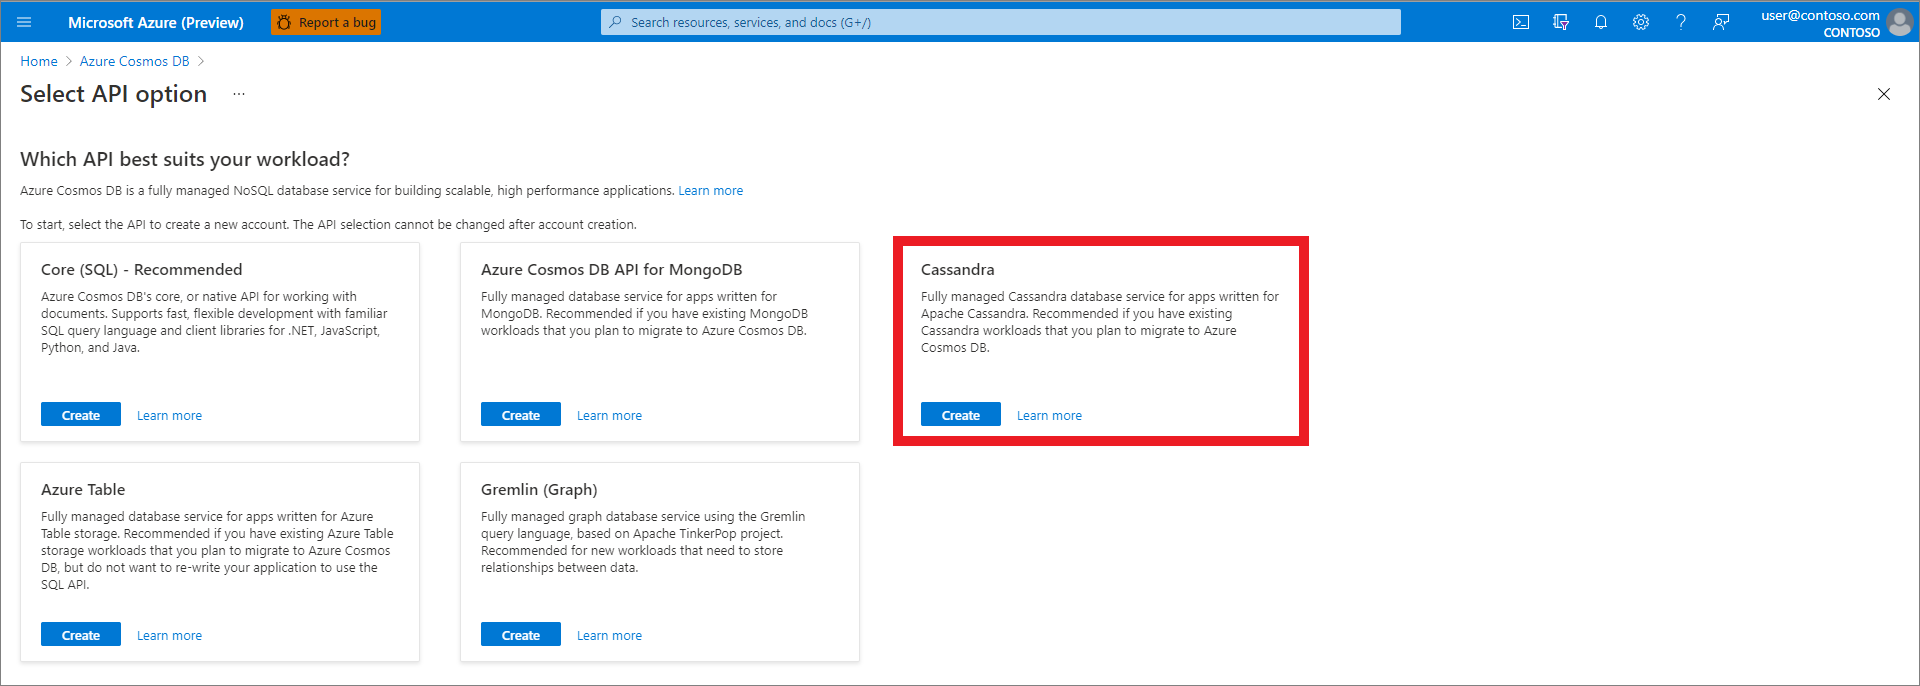 Microsoft Azure (Preview)
Report a bug
Search resources, services, and docs (G+/)
user@contoso.com
CONTOSO
Home > Azure Cosmos DB >
Select API option ...
Which API best suits your workload?
Azure Cosmos DB is a fully managed NoSQL database service for building scalable, high performance applications. Learn more
To start, select the API to create a new account. The API selection cannot be changed after account creation.
Core (SQL) - Recommended
Azure Cosmos DB's core, or native API for working with
documents. Supports fast, flexible development with familiar
SQL query language and client libraries for .NET, JavaScript,
Python, and Java.
Create Learn more
Azure Cosmos DB API for MongoDB
Fully managed database service for apps written for
MongoDB. Recommended if you have existing MongoDB
workloads that you plan to migrate to Azure Cosmos DB.
Create Learn more
Cassandra
Fully managed Cassandra database service for apps written for
Apache Cassandra. Recommended if you have existing
Cassandra workloads that you plan to migrate to Azure
Cosmos DB.
Create Learn more
Azure Table
Fully managed database service for apps written for Azure
Table storage. Recommended if you have existing Azure Table
storage workloads that you plan to migrate to Azure Cosmos
DB, but do not want to re-write your application to use the
SQL API.
Create Learn more
Gremlin (Graph)
Fully managed graph database service using the Gremlin
query language, based on Apache TinkerPop project.
Recommended for new workloads that need to store
relationships between data.
Create Learn more